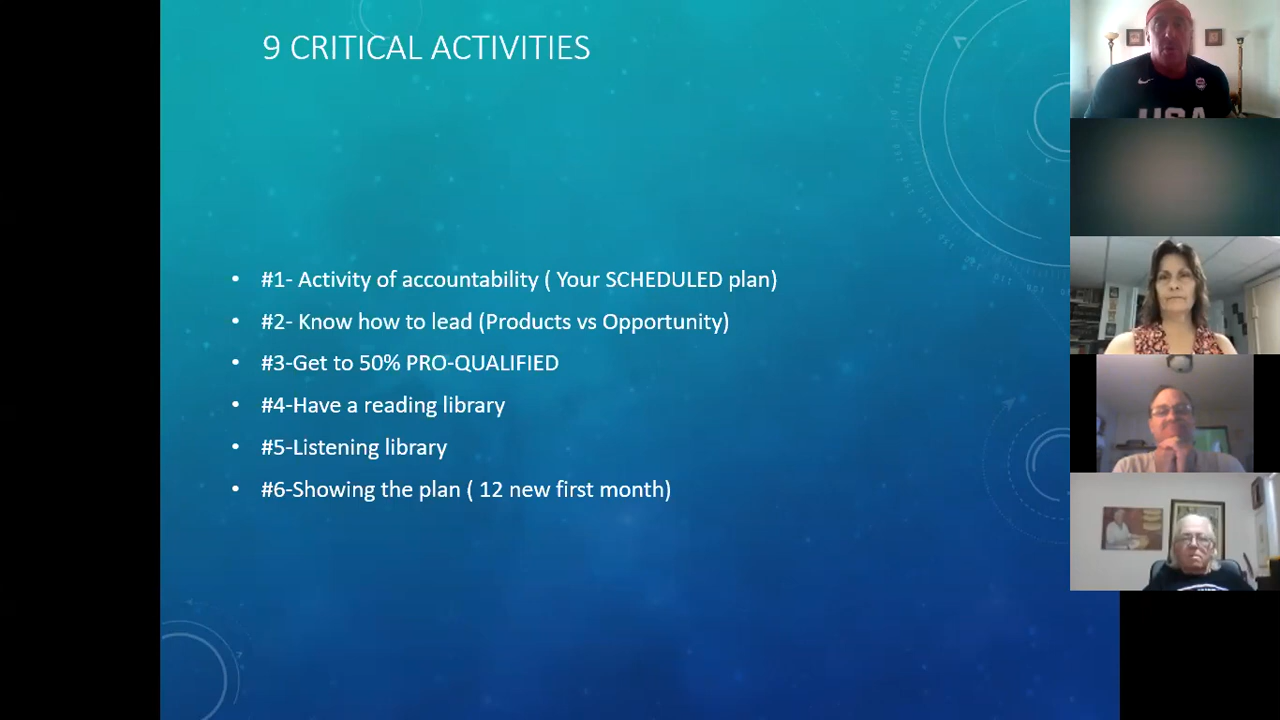 9 CRITICAL ACTIVITIES
• #1- Activity of accountability ( Your SCHEDULED plan)
• #2- Know how to lead (Products vs Opportunity)
• #3-Get to 50% PRO-QUALIFIED
• #4-Have a reading library
• #5-Listening library
• #6-Showing the plan ( 12 new first month)
USA